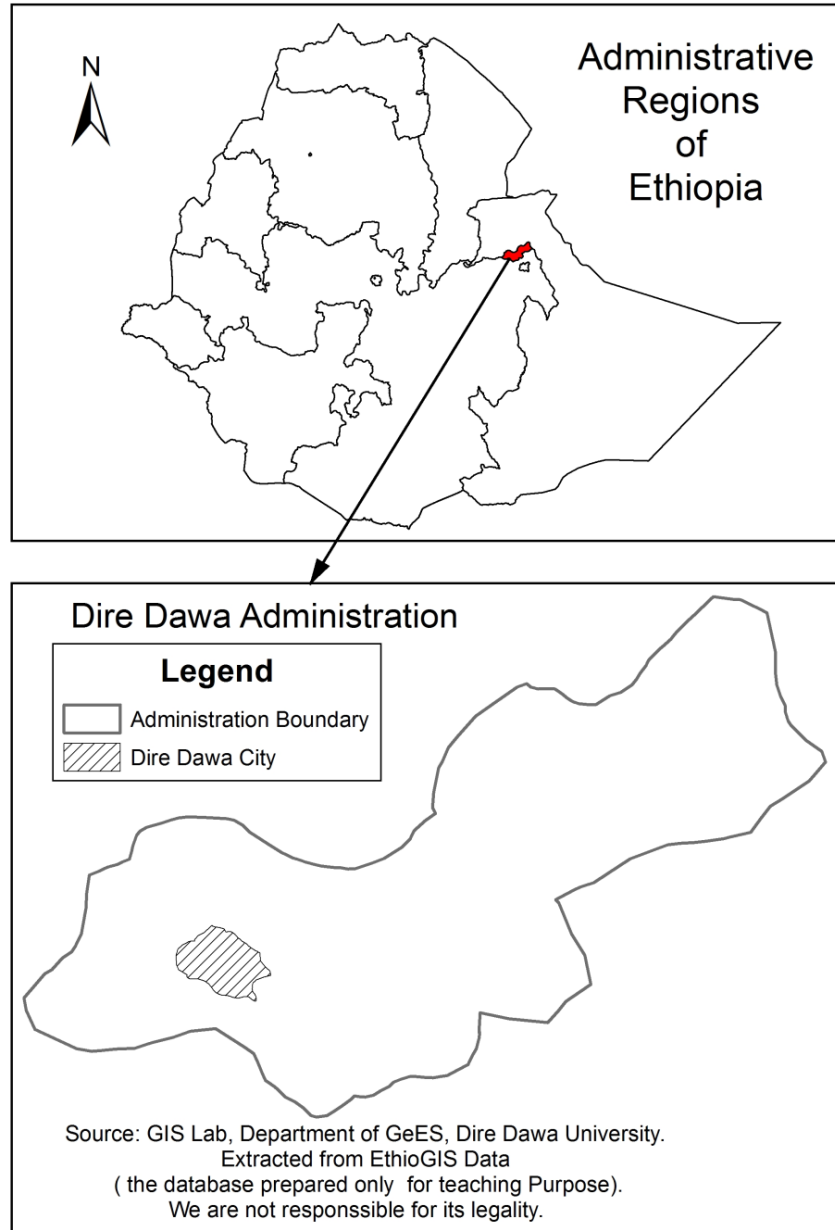 N
Administrative
Regions
of
Ethiopia
Dire Dawa Administration
Legend
Administration Boundary
Dire Dawa City
Source: GIS Lab, Department of GeES, Dire Dawa University.
Extracted from EthioGIS Data
( the database prepared only  for teaching Purpose).
We are not responssible for its legality.